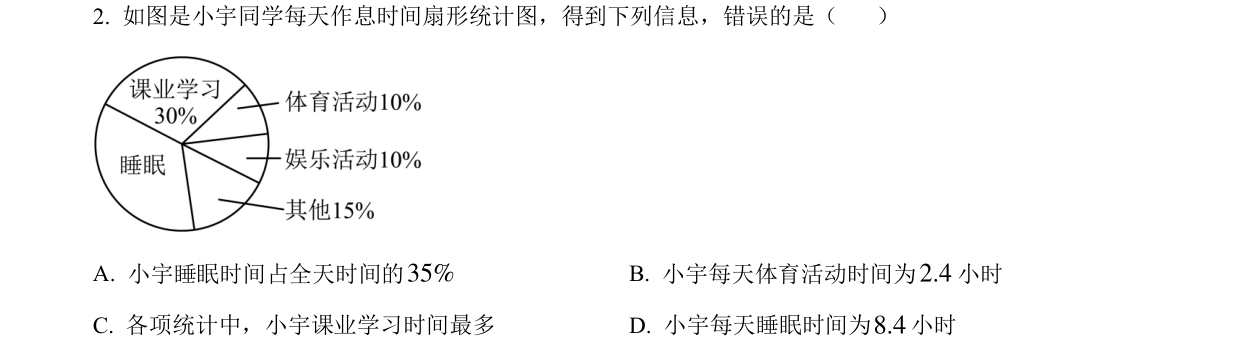 2. 如图是小宇同学每天作息时间扇形统计图，得到下列信息，错误的是（  ）
课业学习
30%
体育活动10%
睡眠
娱乐活动10%
其他15%
A. 小宇睡眠时间占全天时间的35%
B. 小宇每天体育活动时间为2.4小时
C. 各项统计中，小宇课业学习时间最多
D. 小宇每天睡眠时间为8.4小时